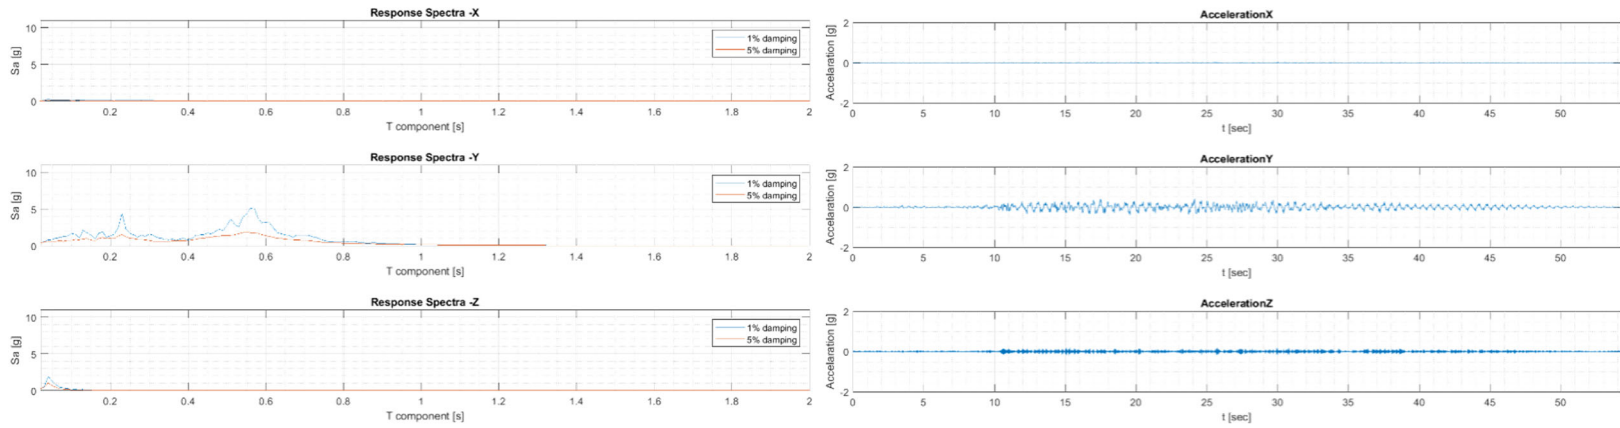 Response Spectra -X
10
5
0
Sa [g]
1% damping
5% damping
0.2 0.4 0.6 0.8 1 1.2 1.4 1.6 1.8 2
T component [s]
AccelerationX
2
0
-2
Accelaration [g]
0 5 10 15 20 25 30 35 40 45 50
t [sec]
Response Spectra -Y
10
5
0
Sa [g]
1% damping
5% damping
0.2 0.4 0.6 0.8 1 1.2 1.4 1.6 1.8 2
T component [s]
AccelerationY
2
0
-2
Accelaration [g]
0 5 10 15 20 25 30 35 40 45 50
t [sec]
Response Spectra -Z
10
5
0
Sa [g]
1% damping
5% damping
0.2 0.4 0.6 0.8 1 1.2 1.4 1.6 1.8 2
T component [s]
AccelerationZ
2
0
-2
Accelaration [g]
0 5 10 15 20 25 30 35 40 45 50
t [sec]